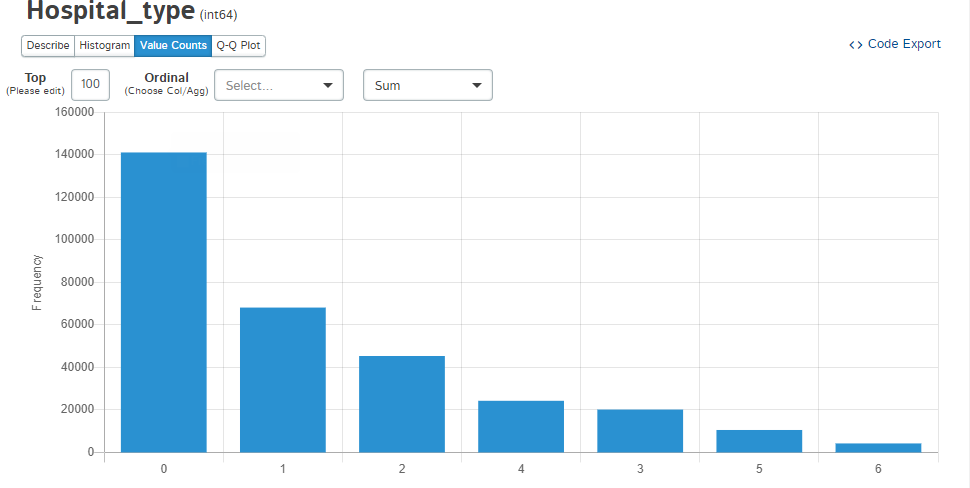 Hospital_type (int64)
Describe Histogram Value Counts Q-Q Plot
<> Code Export
Top
(Please edit)
100
Ordinal
(Choose Col/Agg)
Select...
Sum
160000
140000
120000
100000
80000
60000
40000
20000
0
Frequency
0 1 2 4 3 5 6